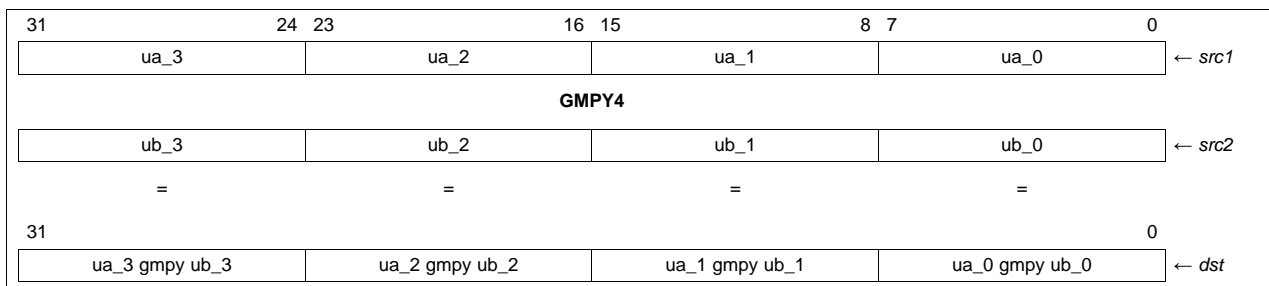 31 24 23 16 15 8 7 0
ua_3 ua_2 ua_1 ua_0 ← src1
GMPY4
ub_3 ub_2 ub_1 ub_0 ← src2
= = = =
31 0
ua_3 gmpy ub_3 ua_2 gmpy ub_2 ua_1 gmpy ub_1 ua_0 gmpy ub_0 ← dst